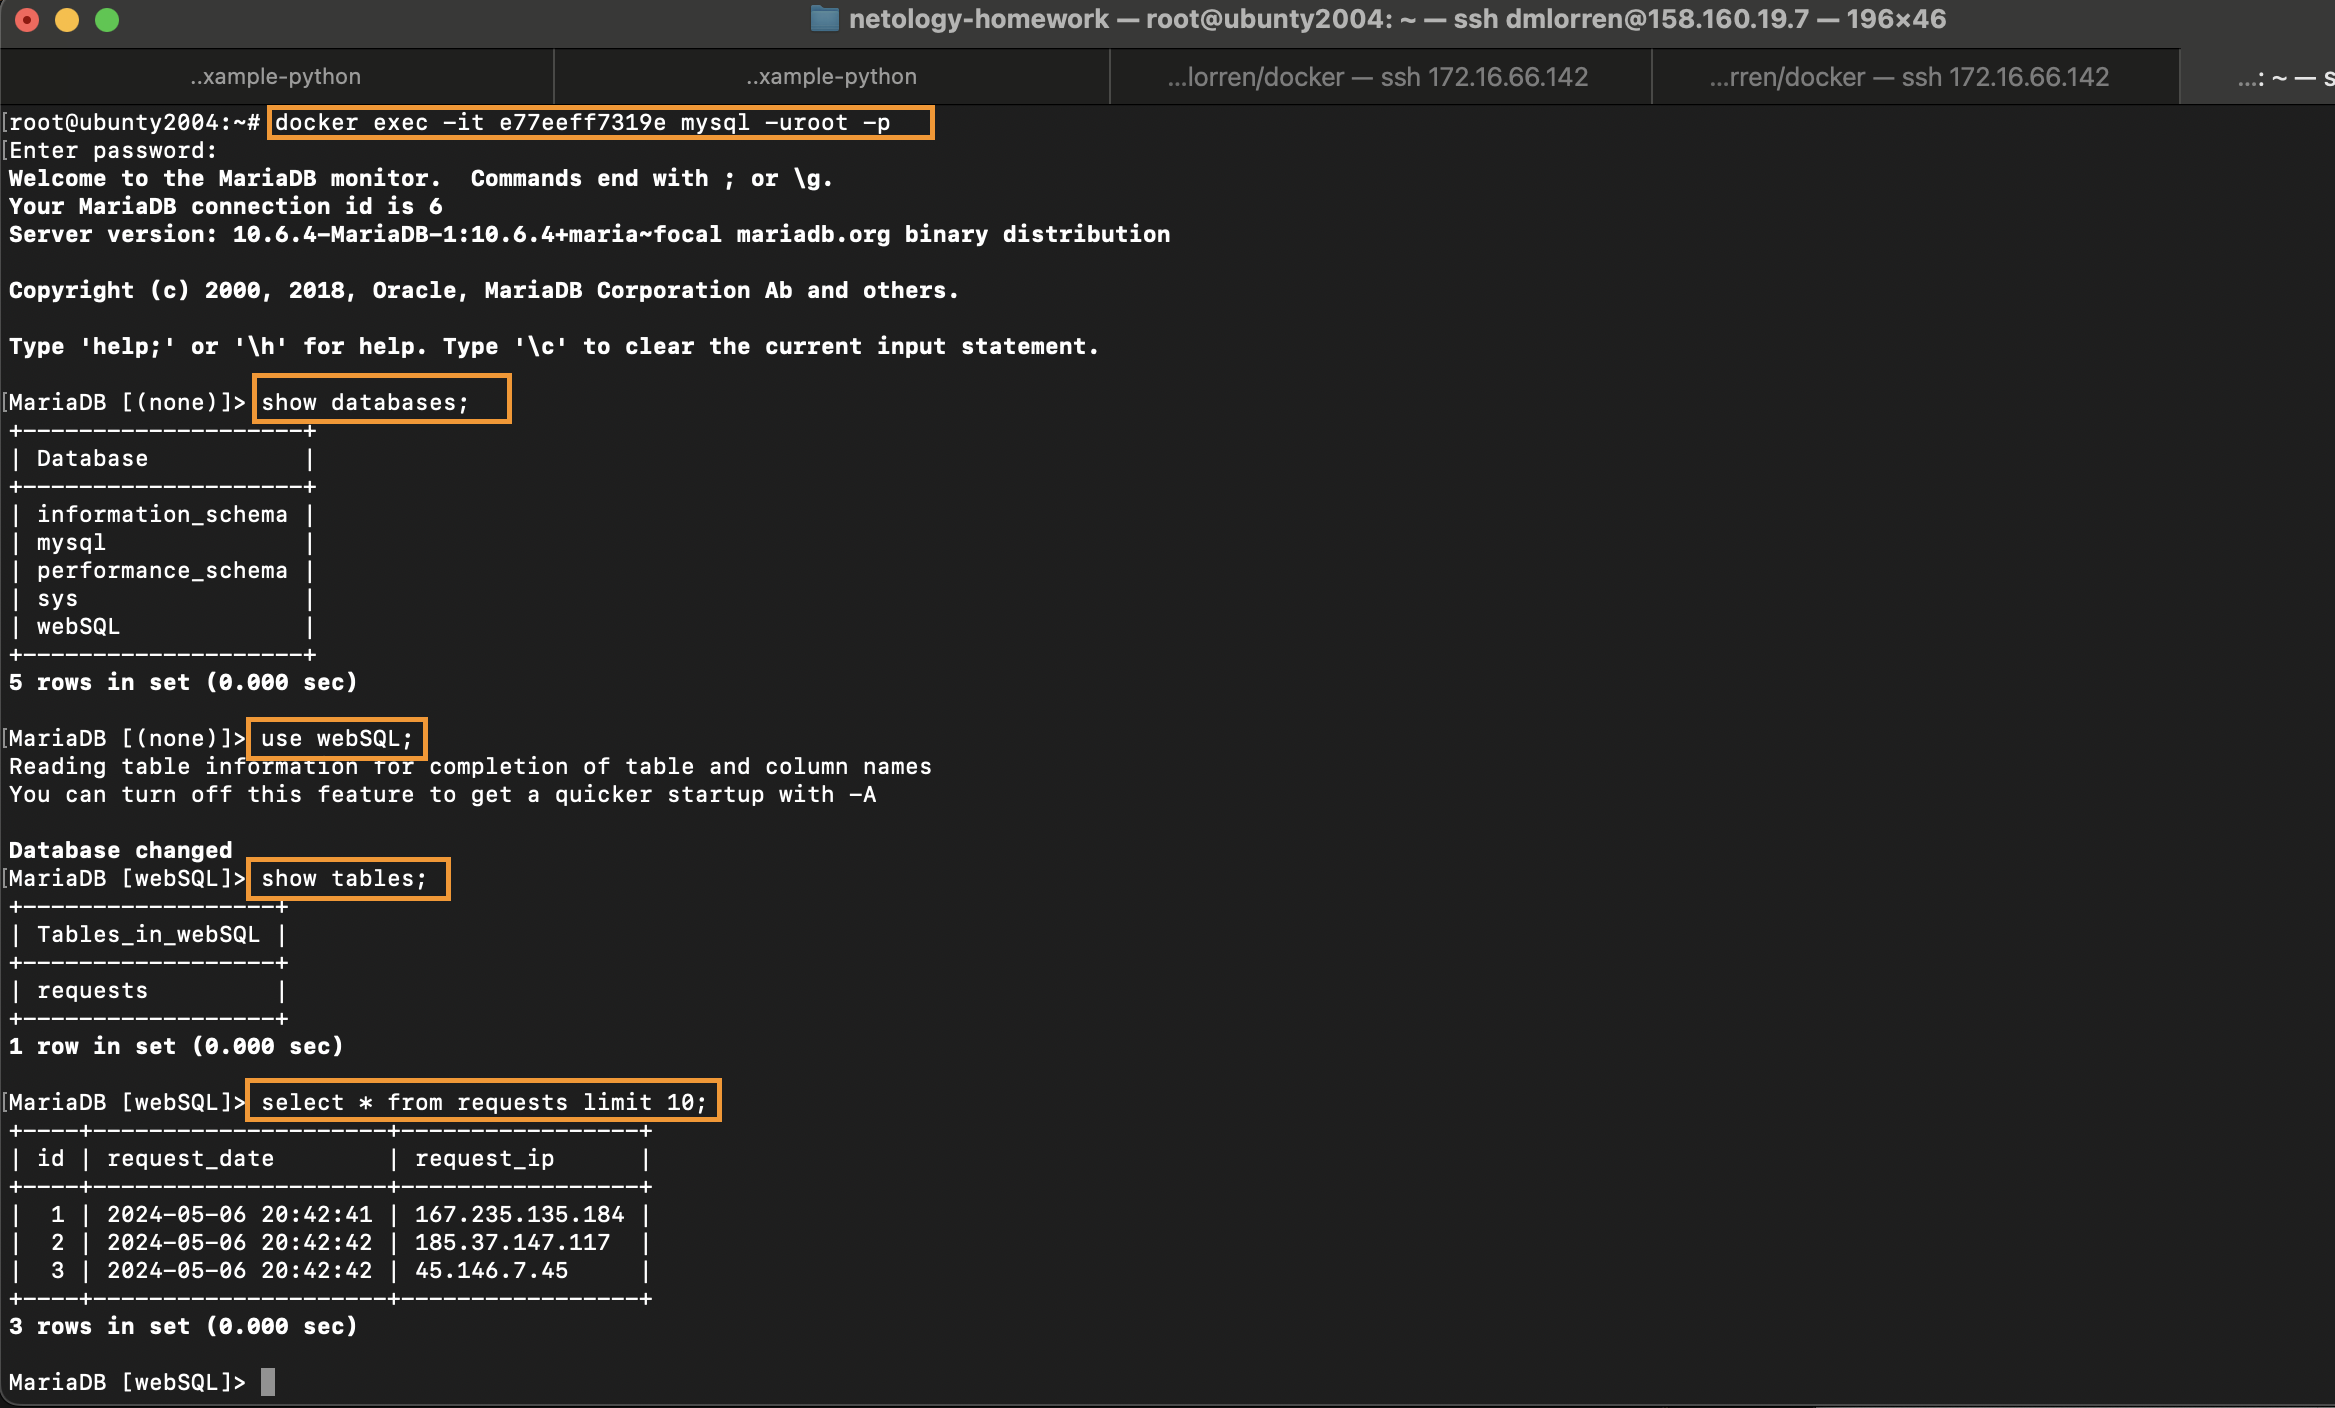 netology-homework — root@ubunty2004: ~ — ssh dmlorren@158.160.19.7 — 196×46
..xample-python
..xample-python
...lorren/docker — ssh 172.16.66.142
...rren/docker — ssh 172.16.66.142
...: ~ — s
[root@ubunty2004:~# docker exec -it e77eeff7319e mysql -uroot -p
[Enter password:
Welcome to the MariaDB monitor.  Commands end with ; or \g.
Your MariaDB connection id is 6
Server version: 10.6.4-MariaDB-1:10.6.4+maria~focal mariadb.org binary distribution
Copyright (c) 2000, 2018, Oracle, MariaDB Corporation Ab and others.
Type 'help;' or '\h' for help. Type '\c' to clear the current input statement.
[MariaDB [(none)]> show databases;
+--------------------+
| Database           |
+--------------------+
| information_schema |
| mysql              |
| performance_schema |
| sys                |
| webSQL             |
+--------------------+
5 rows in set (0.000 sec)
[MariaDB [(none)]> use webSQL;
Reading table information for completion of table and column names
You can turn off this feature to get a quicker startup with -A
Database changed
[MariaDB [webSQL]> show tables;
+------------------+
| Tables_in_webSQL |
+------------------+
| requests         |
+------------------+
1 row in set (0.000 sec)
[MariaDB [webSQL]> select * from requests limit 10;
+----+---------------------+-----------------+
| id | request_date        | request_ip      |
+----+---------------------+-----------------+
|  1 | 2024-05-06 20:42:41 | 167.235.135.184 |
|  2 | 2024-05-06 20:42:42 | 185.37.147.117  |
|  3 | 2024-05-06 20:42:42 | 45.146.7.45     |
+----+---------------------+-----------------+
3 rows in set (0.000 sec)
MariaDB [webSQL]>